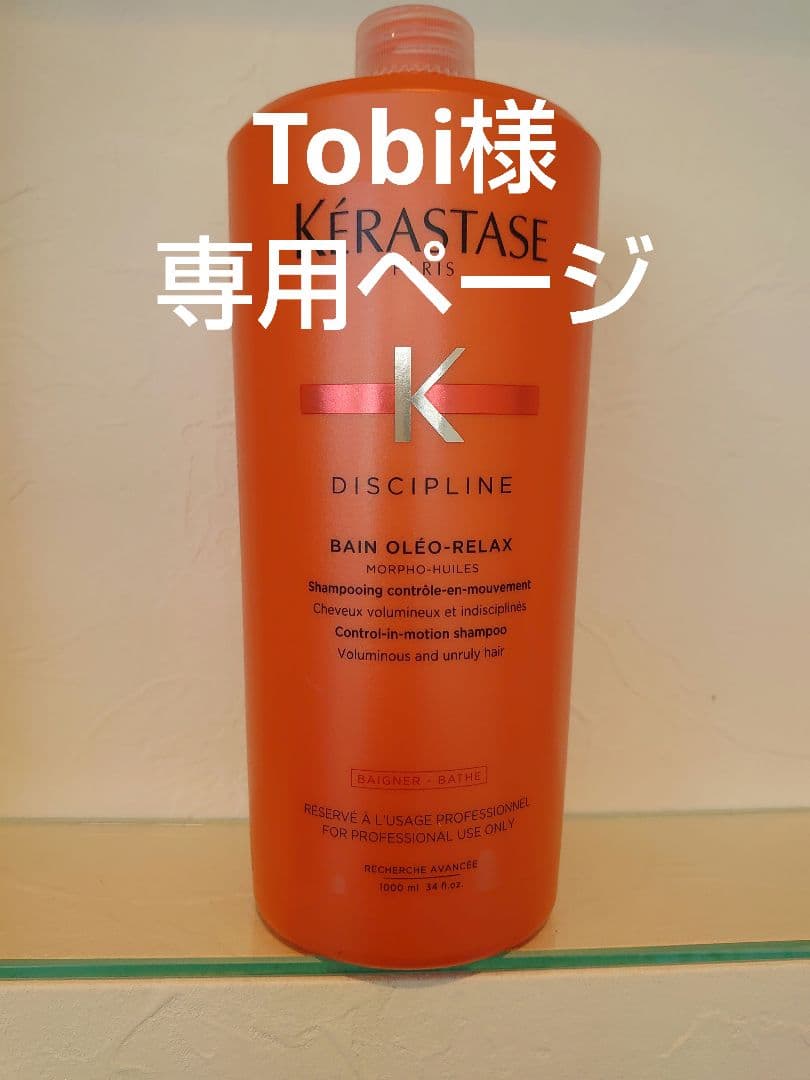 Tobi様
KÉRASTASE
専用ページ
PARIS
K
DISCIPLINE
BAIN OLÉO-RELAX
MORPHO-HUILES
Shampooing contrôle-en-mouvement
Cheveux volumineux et indisciplinés
Control-in-motion shampoo
Voluminous and unruly hair
BAIGNER - BATHE
RÉSERVÉ À L'USAGE PROFESSIONNEL
FOR PROFESSIONAL USE ONLY
RECHERCHE AVANCÉE
1000 ml 34 fl.oz.